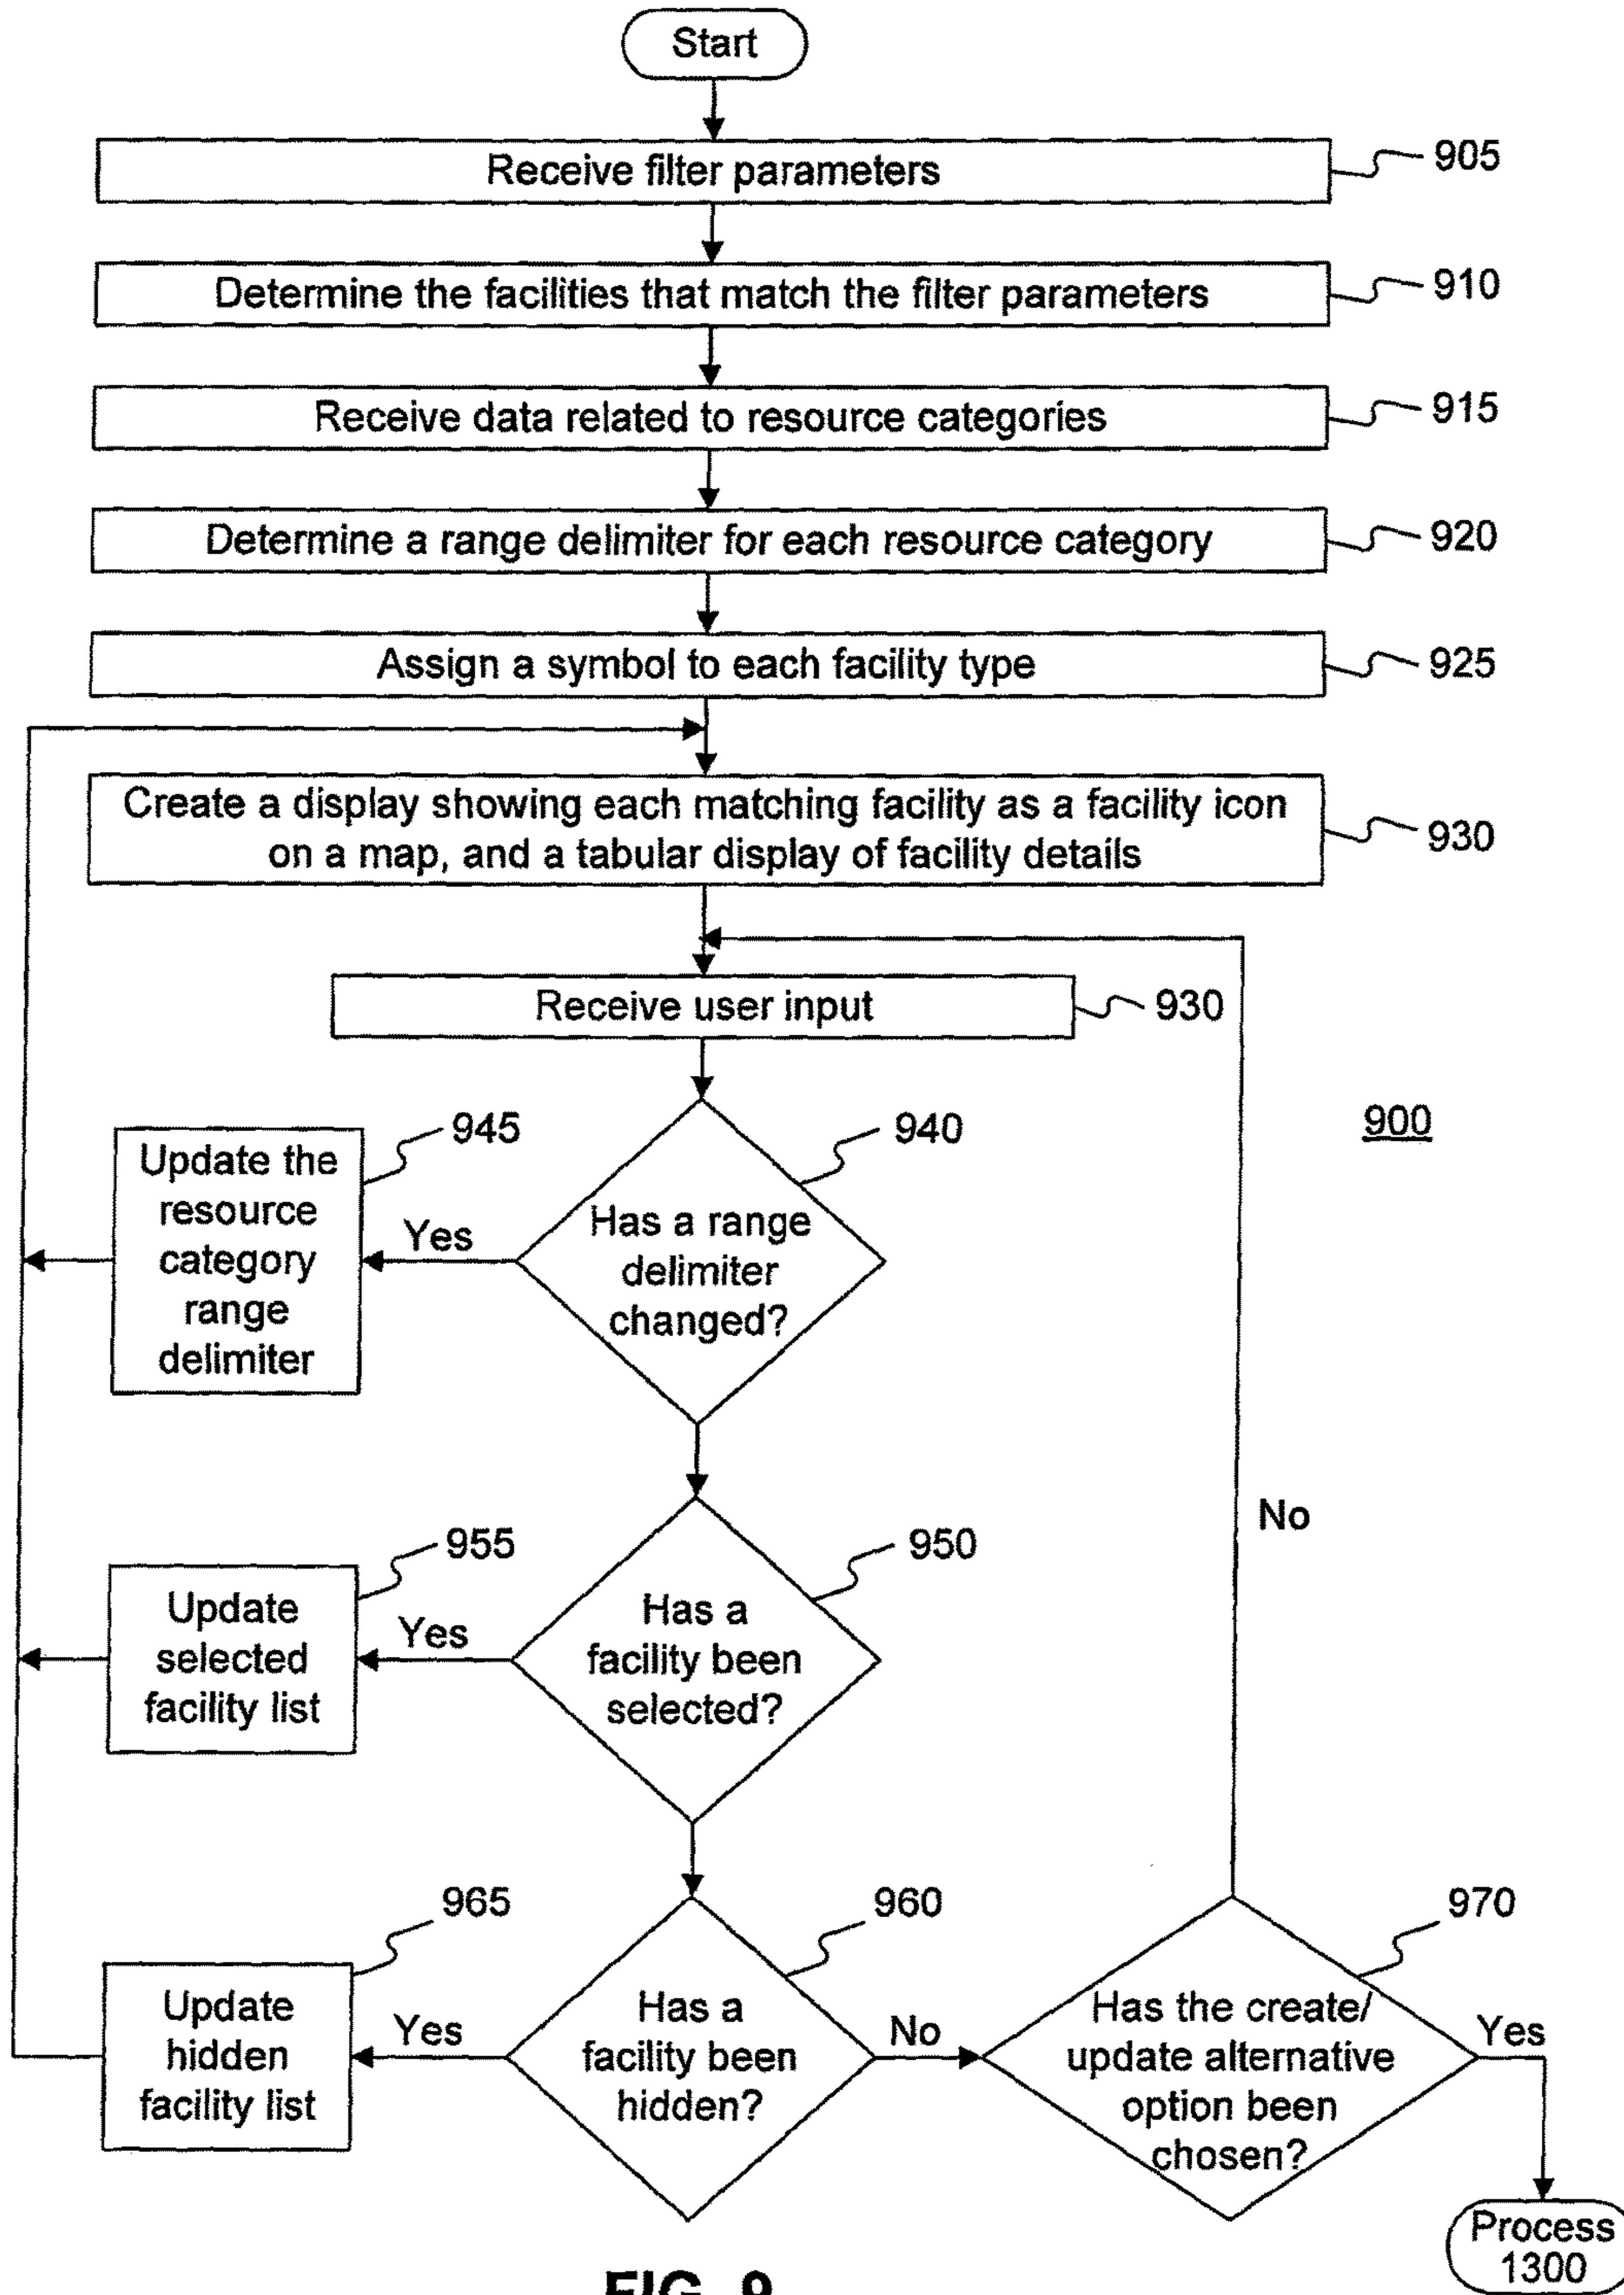 Start
Receive filter parameters
905
Determine the facilities that match the filter parameters
910
Receive data related to resource categories
915
Determine a range delimiter for each resource category
920
Assign a symbol to each facility type
925
Create a display showing each matching facility as a facility icon
on a map, and a tabular display of facility details
930
Receive user input
930
900
945
Update the
resource
category
range
delimiter
Yes
940
Has a range
delimiter
changed?
No
955
Update
selected
facility list
Yes
950
Has a
facility been
selected?
965
Update
hidden
facility list
Yes
960
Has a
facility been
hidden?
No
970
Has the create/
update alternative
option been
chosen?
Yes
Process
1300
FIG. 9